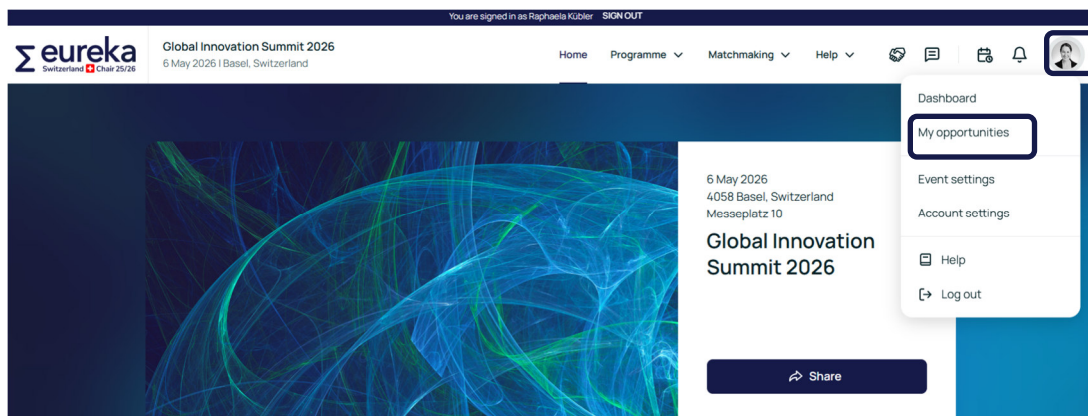 You are signed in as Raphaela Kübler SIGN OUT
eureka
Switzerland Chair 25/26
Global Innovation Summit 2026
6 May 2026 | Basel, Switzerland
Home Programme Matchmaking Help
Dashboard
My opportunities
Event settings
Account settings
Help
Log out
6 May 2026
4058 Basel, Switzerland
Messeplatz 10
Global Innovation
Summit 2026
Share